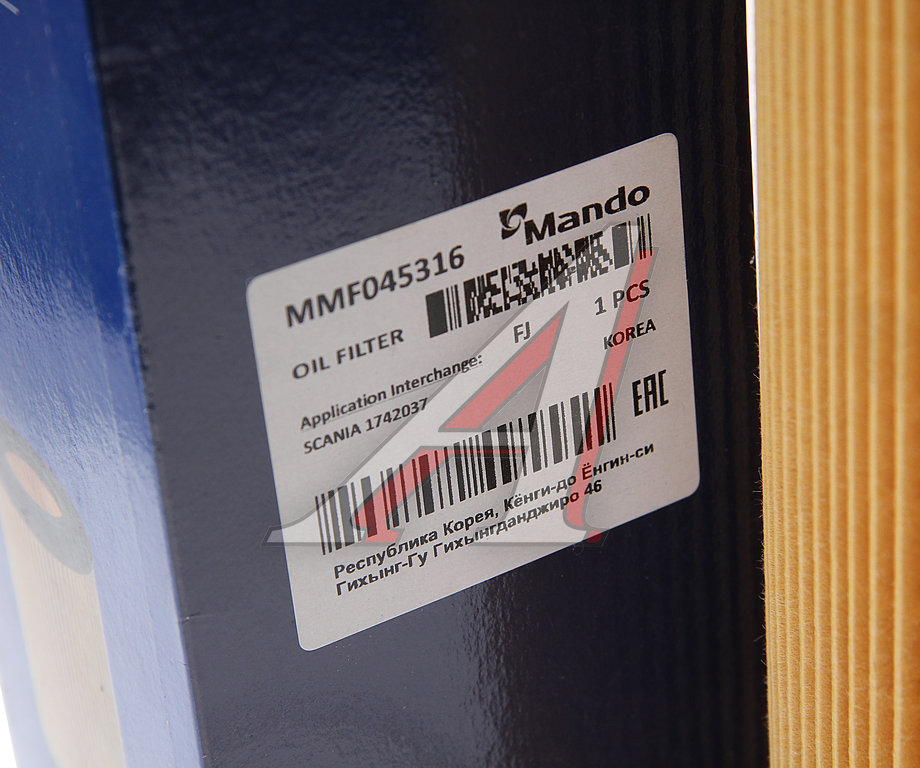 Mando
MMF045316
OIL FILTER
FJ
1 PCS
Application Interchange:
KOREA
SCANIA 1742037
EAC
Республика Корея, Кёнги-до Ёнгин-си
Гихынг-Гу Гихынгданджиро 46